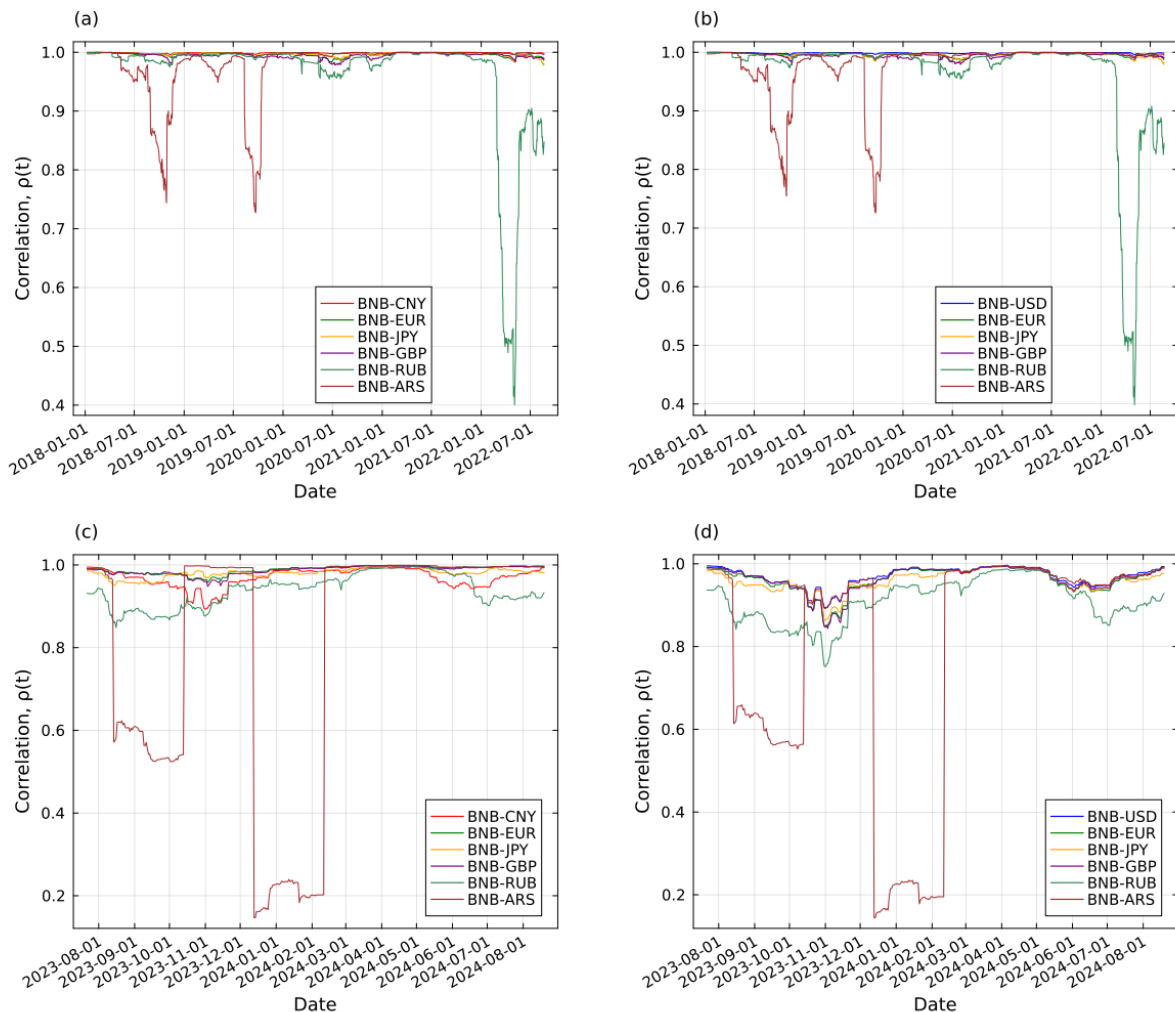 (a)
1.0
0.9
0.8
0.7
0.6
0.5
0.4
Correlation, ρ(t)
BNB-CNY
BNB-EUR
BNB-JPY
BNB-GBP
BNB-RUB
BNB-ARS
2018-01-01
2018-07-01
2019-01-01
2019-07-01
2020-01-01
2020-07-01
2021-01-01
2021-07-01
2022-01-01
2022-07-01
Date
(b)
1.0
0.9
0.8
0.7
0.6
0.5
0.4
Correlation, ρ(t)
BNB-USD
BNB-EUR
BNB-JPY
BNB-GBP
BNB-RUB
BNB-ARS
2018-01-01
2018-07-01
2019-01-01
2019-07-01
2020-01-01
2020-07-01
2021-01-01
2021-07-01
2022-01-01
2022-07-01
Date
(c)
1.0
0.8
0.6
0.4
0.2
Correlation, ρ(t)
BNB-CNY
BNB-EUR
BNB-JPY
BNB-GBP
BNB-RUB
BNB-ARS
2023-08-01
2023-09-01
2023-10-01
2023-11-01
2023-12-01
2024-01-01
2024-02-01
2024-03-01
2024-04-01
2024-05-01
2024-06-01
2024-07-01
2024-08-01
Date
(d)
1.0
0.8
0.6
0.4
0.2
Correlation, ρ(t)
BNB-USD
BNB-EUR
BNB-JPY
BNB-GBP
BNB-RUB
BNB-ARS
2023-08-01
2023-09-01
2023-10-01
2023-11-01
2023-12-01
2024-01-01
2024-02-01
2024-03-01
2024-04-01
2024-05-01
2024-06-01
2024-07-01
2024-08-01
Date